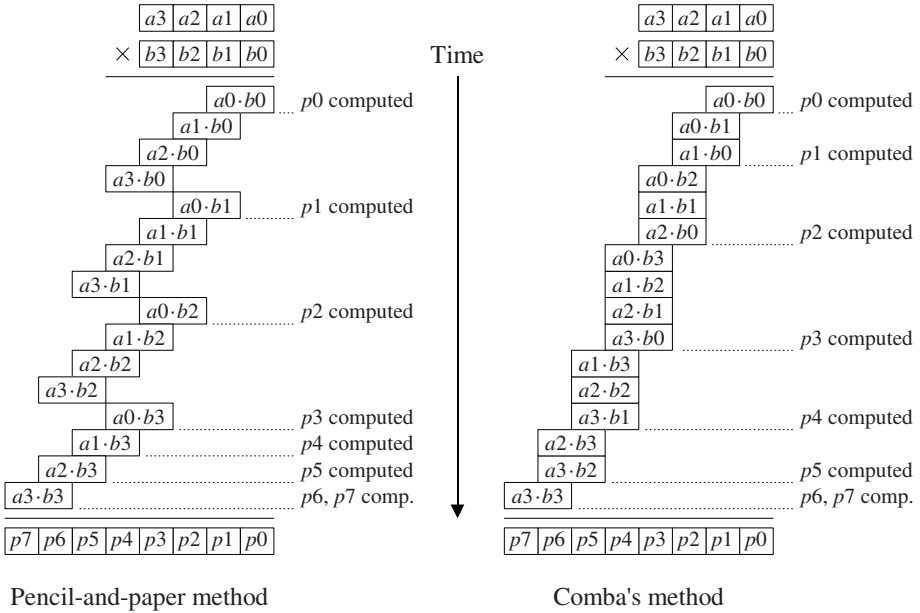 a3 a2 a1 a0
× b3 b2 b1 b0
a0·b0 p0 computed
a1·b0
a2·b0
a3·b0
a0·b1 p1 computed
a1·b1
a2·b1
a3·b1
a0·b2 p2 computed
a1·b2
a2·b2
a3·b2
a0·b3 p3 computed
a1·b3 p4 computed
a2·b3 p5 computed
a3·b3 p6, p7 comp.
p7 p6 p5 p4 p3 p2 p1 p0
Pencil-and-paper method
Time
a3 a2 a1 a0
× b3 b2 b1 b0
a0·b0 p0 computed
a0·b1
a1·b0 p1 computed
a0·b2
a1·b1
a2·b0 p2 computed
a0·b3
a1·b2
a2·b1
a3·b0 p3 computed
a1·b3
a2·b2
a3·b1 p4 computed
a2·b3
a3·b2 p5 computed
a3·b3 p6, p7 comp.
p7 p6 p5 p4 p3 p2 p1 p0
Comba's method